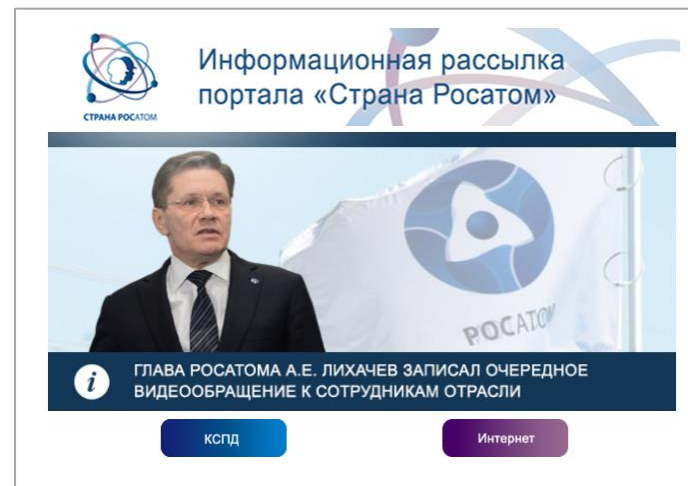 Информационная рассылка
портала «Страна Росатом»
СТРАНА РОСАТОМ
РОСАТОМ
ГЛАВА РОСАТОМА А.Е. ЛИХАЧЕВ ЗАПИСАЛ ОЧЕРЕДНОЕ
ВИДЕООБРАЩЕНИЕ К СОТРУДНИКАМ ОТРАСЛИ
КСПД
Интернет